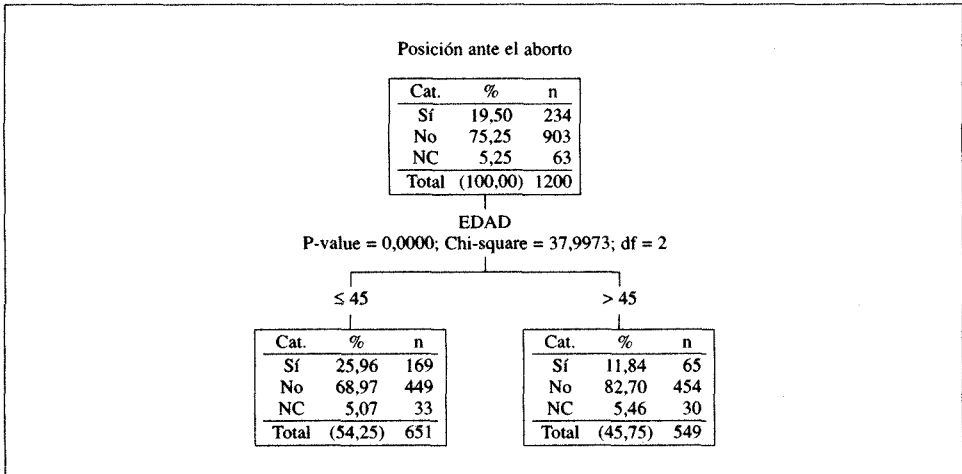 Posición ante el aborto
Cat. % n
Sí 19,50 234
No 75,25 903
NC 5,25 63
Total (100,00) 1200
EDAD
P-value = 0,0000; Chi-square = 37,9973; df = 2
≤ 45
Cat. % n
Sí 25,96 169
No 68,97 449
NC 5,07 33
Total (54,25) 651
> 45
Cat. % n
Sí 11,84 65
No 82,70 454
NC 5,46 30
Total (45,75) 549